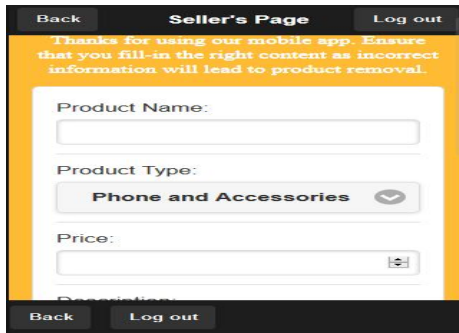 Back Seller's Page Log out
Thanks for using our mobile app. Ensure
that you fill-in the right content as incorrect
information will lead to product removal.
Product Name:
Product Type:
Phone and Accessories
Price:
Description:
Back Log out